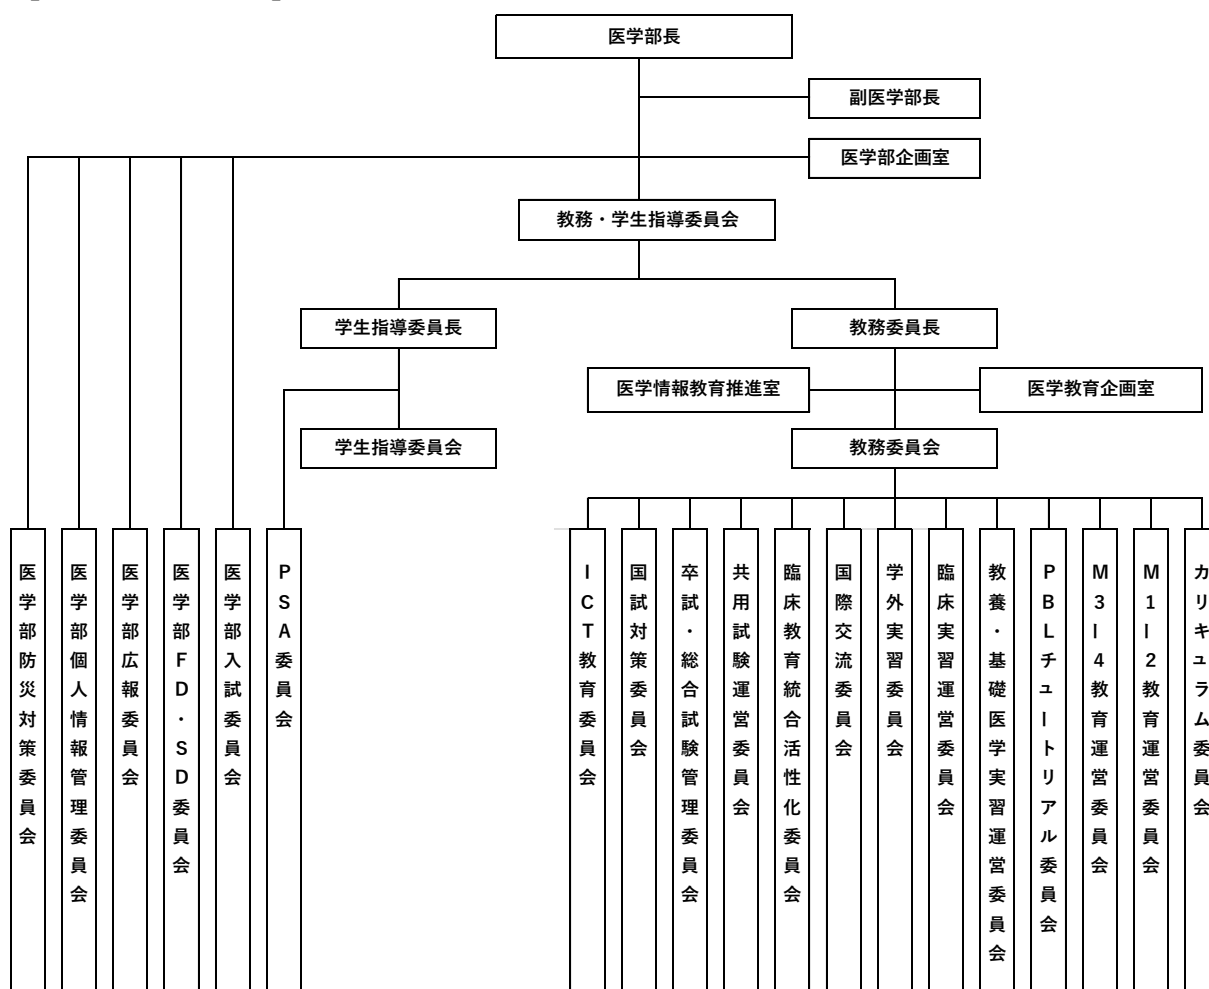 医学部長
副医学部長
医学部企画室
教務・学生指導委員会
学生指導委員長
教務委員長
医学情報教育推進室
医学教育企画室
学生指導委員会
教務委員会
医学部防災対策委員会
医学部個人情報管理委員会
医学部広報委員会
医学部FD・SD委員会
医学部入試委員会
PSA委員会
ICT教育委員会
国試対策委員会
卒試・総合試験管理委員会
共用試験運営委員会
臨床教育統合活性化委員会
国際交流委員会
学外実習委員会
臨床実習運営委員会
教養・基礎医学実習運営委員会
PBLチュートリアル委員会
M3ー4教育運営委員会
M1ー2教育運営委員会
カリキュラム委員会